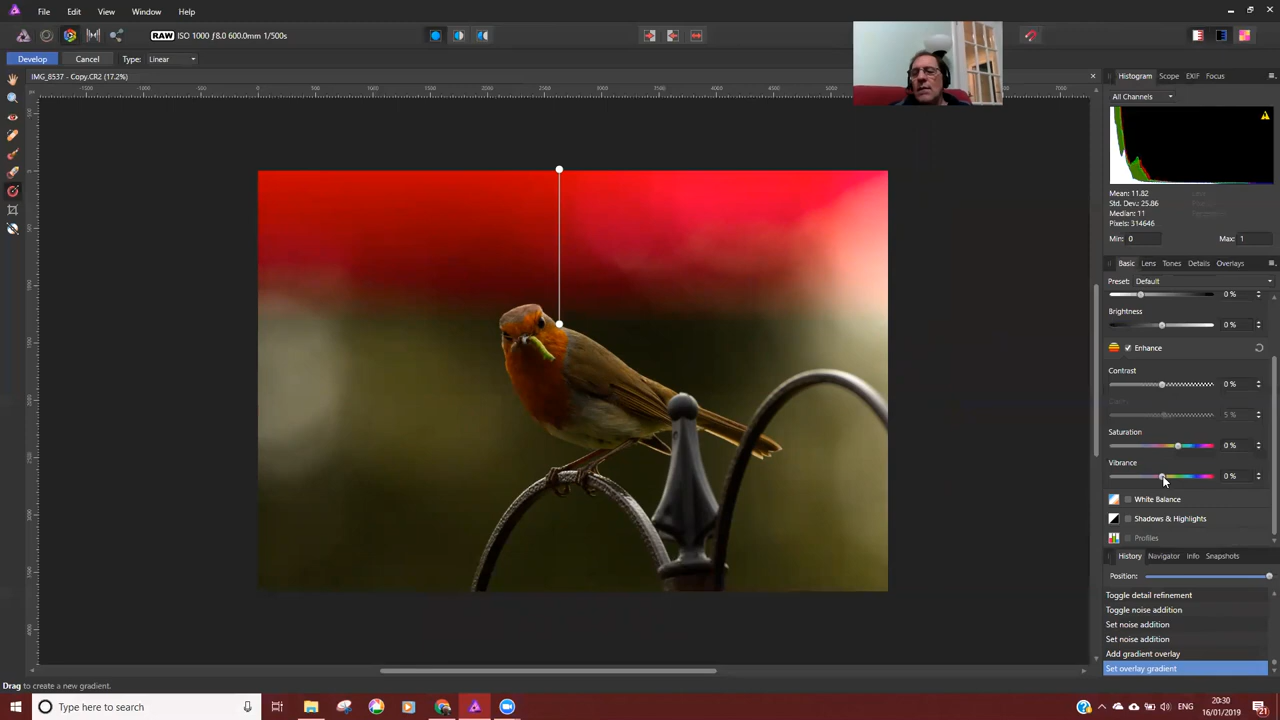 File Edit View Window Help
RAW ISO 1000 ƒ8.0 600.0mm 1/500s
Develop Cancel Type: Linear
IMG_8537 - Copy.CR2 (17.2%)
Histogram Scope EXIF Focus
All Channels
Mean: 11.82
Std. Dev.: 25.86
Median: 11
Pixels: 314646
Min: 0 Max: 1
Basic Lens Tones Details Overlays
Preset: Default
0 %
Brightness
0 %
Enhance
Contrast
0 %
Clarity
5 %
Saturation
0 %
Vibrance
0 %
White Balance
Shadows & Highlights
Profiles
History Navigator Info Snapshots
Position:
Toggle detail refinement
Toggle noise addition
Set noise addition
Set noise addition
Add gradient overlay
Set overlay gradient
Drag to create a new gradient.
Type here to search
20:30
16/01/2019
21